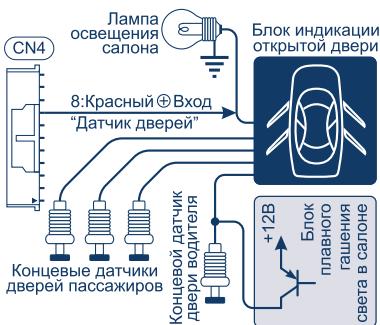 Лампа
освещения
салона
Блок индикации
открытой двери
CN4
8:Красный ⊕ Вход
“Датчик дверей”
Концевые датчики
дверей пассажиров
Концевой датчик
двери водителя
+12В
Блок
плавного
гашения
света в салоне